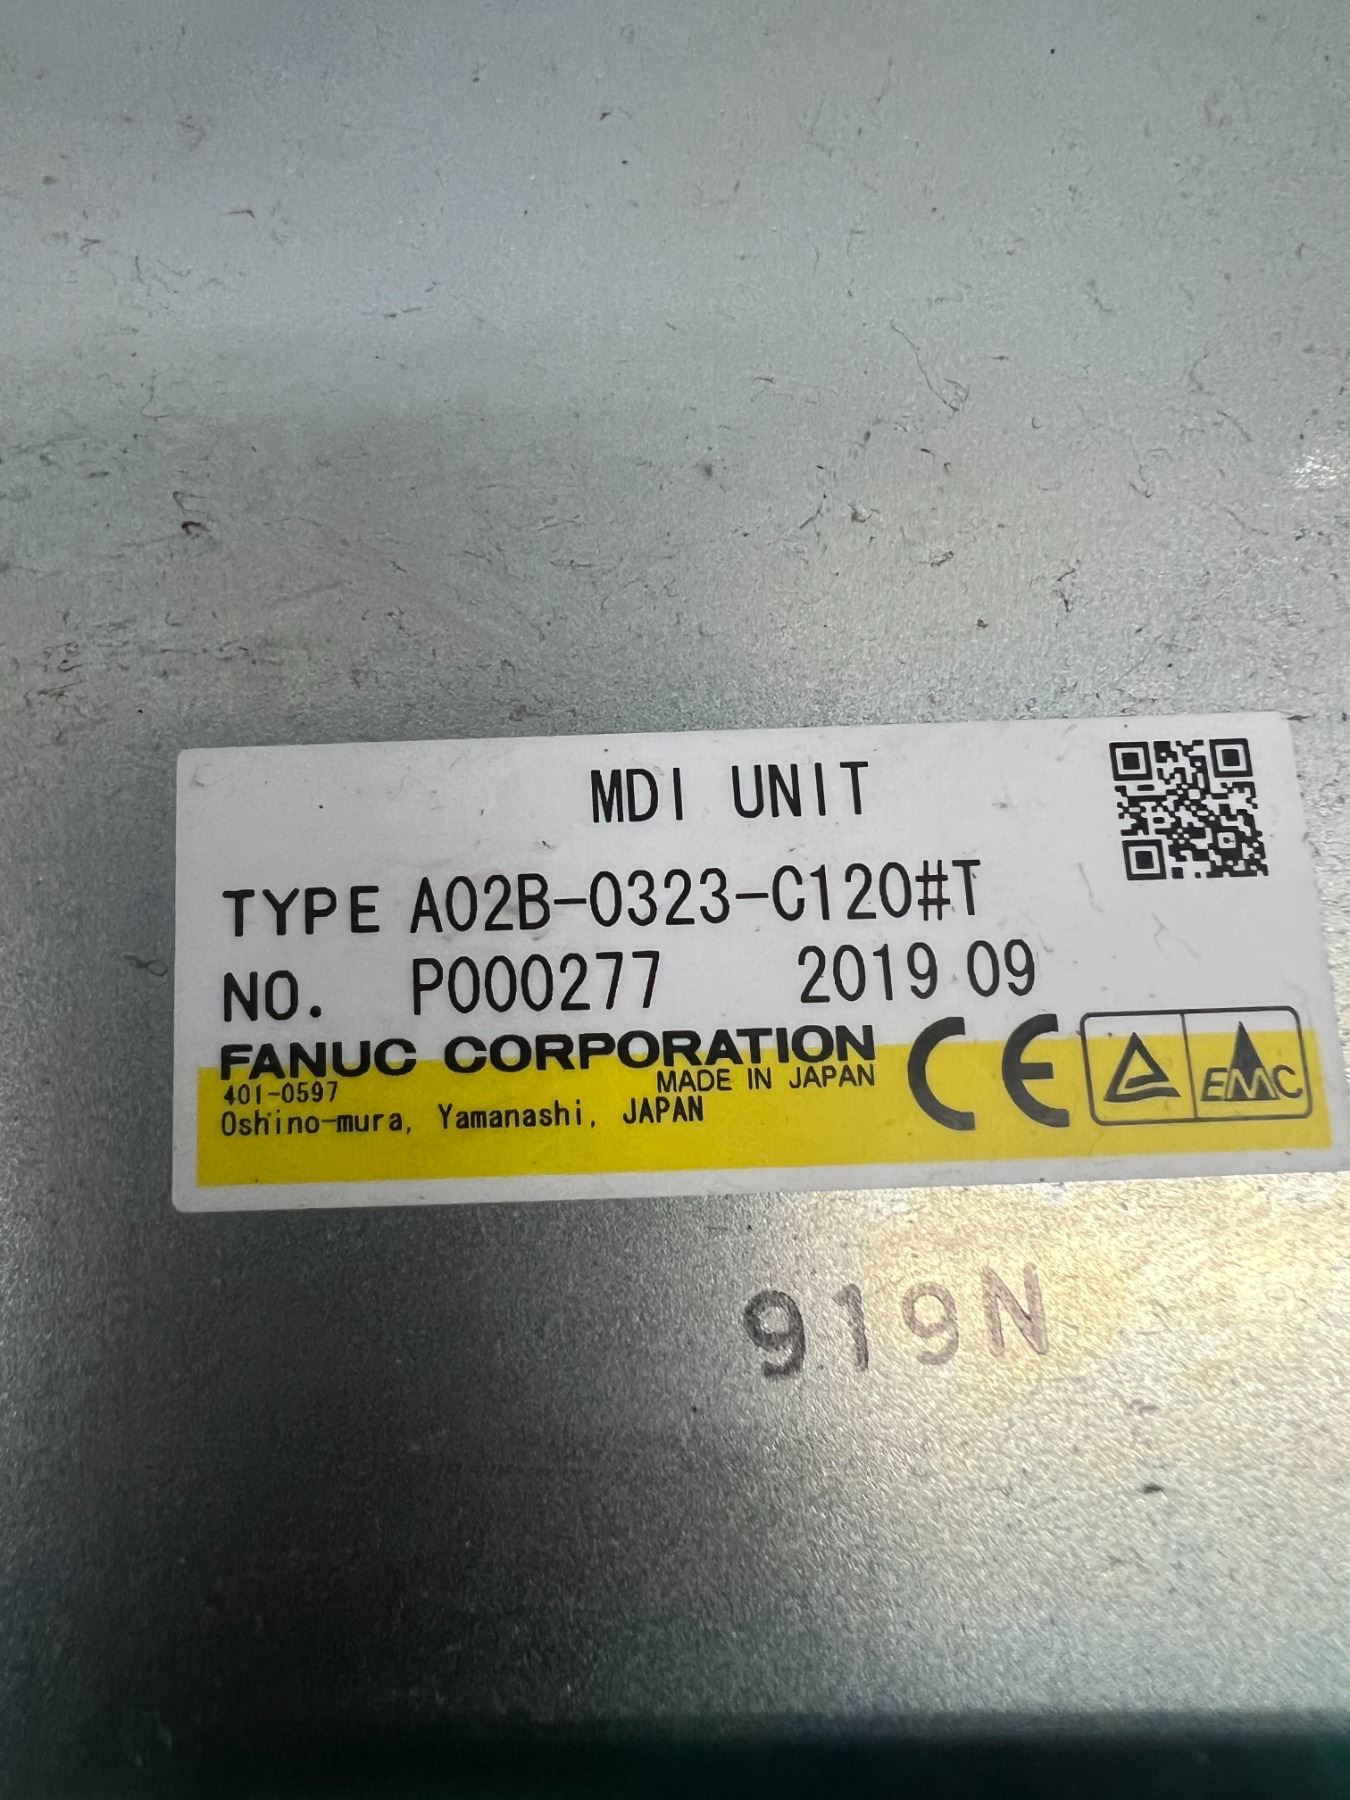 MDI UNIT
TYPE A02B-0323-C120#T
NO. P000277 2019 09
FANUC CORPORATION
MADE IN JAPAN
401-0597
Oshino-mura, Yamanashi, JAPAN
CE
EMC
919N